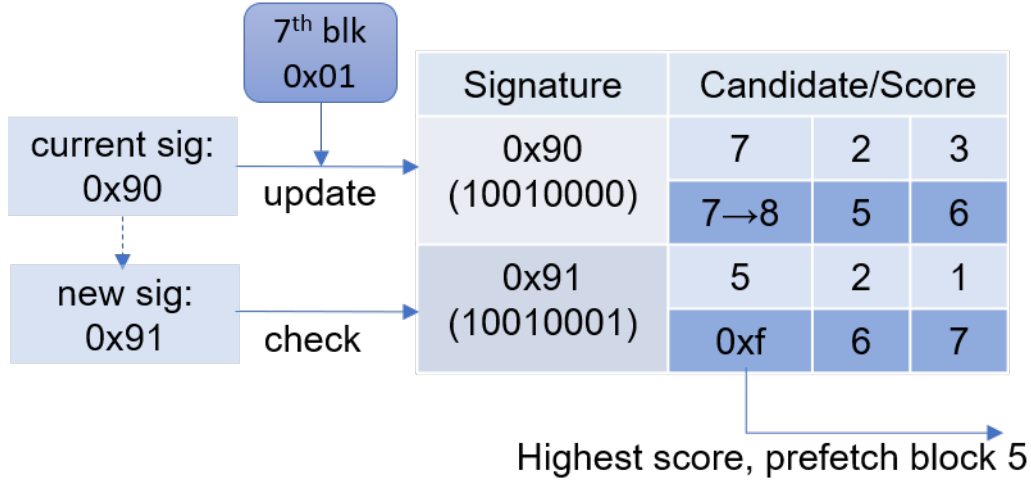 7th blk
0x01
current sig:
0x90
update
new sig:
0x91
check
Signature Candidate/Score
0x90
(10010000)
7 2 3
7→8 5 6
0x91
(10010001)
5 2 1
0xf 6 7
Highest score, prefetch block 5